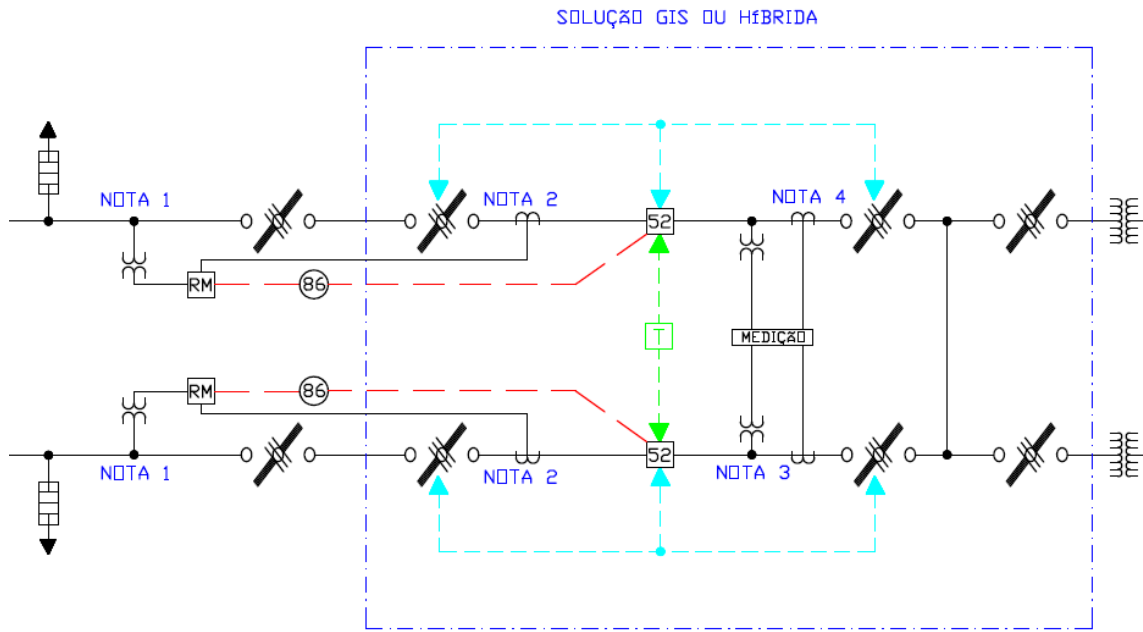 SOLUÇÃO GIS OU HíBRIDA
NOTA 1
NOTA 2
52
NOTA 4
RM
86
T
MEDIÇÃO
RM
86
52
NOTA 1
NOTA 2
NOTA 3